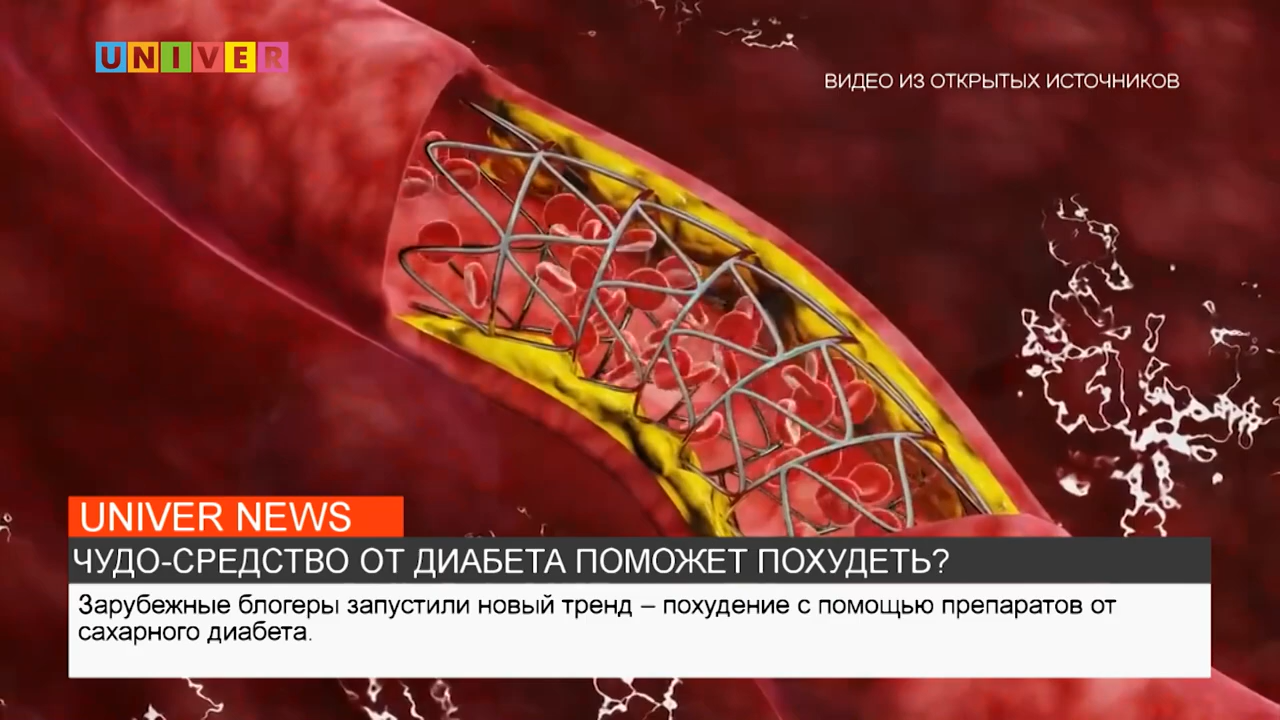 UNIVER
ВИДЕО ИЗ ОТКРЫТЫХ ИСТОЧНИКОВ
UNIVER NEWS
ЧУДО-СРЕДСТВО ОТ ДИАБЕТА ПОМОЖЕТ ПОХУДЕТЬ?
Зарубежные блогеры запустили новый тренд – похудение с помощью препаратов от
сахарного диабета.